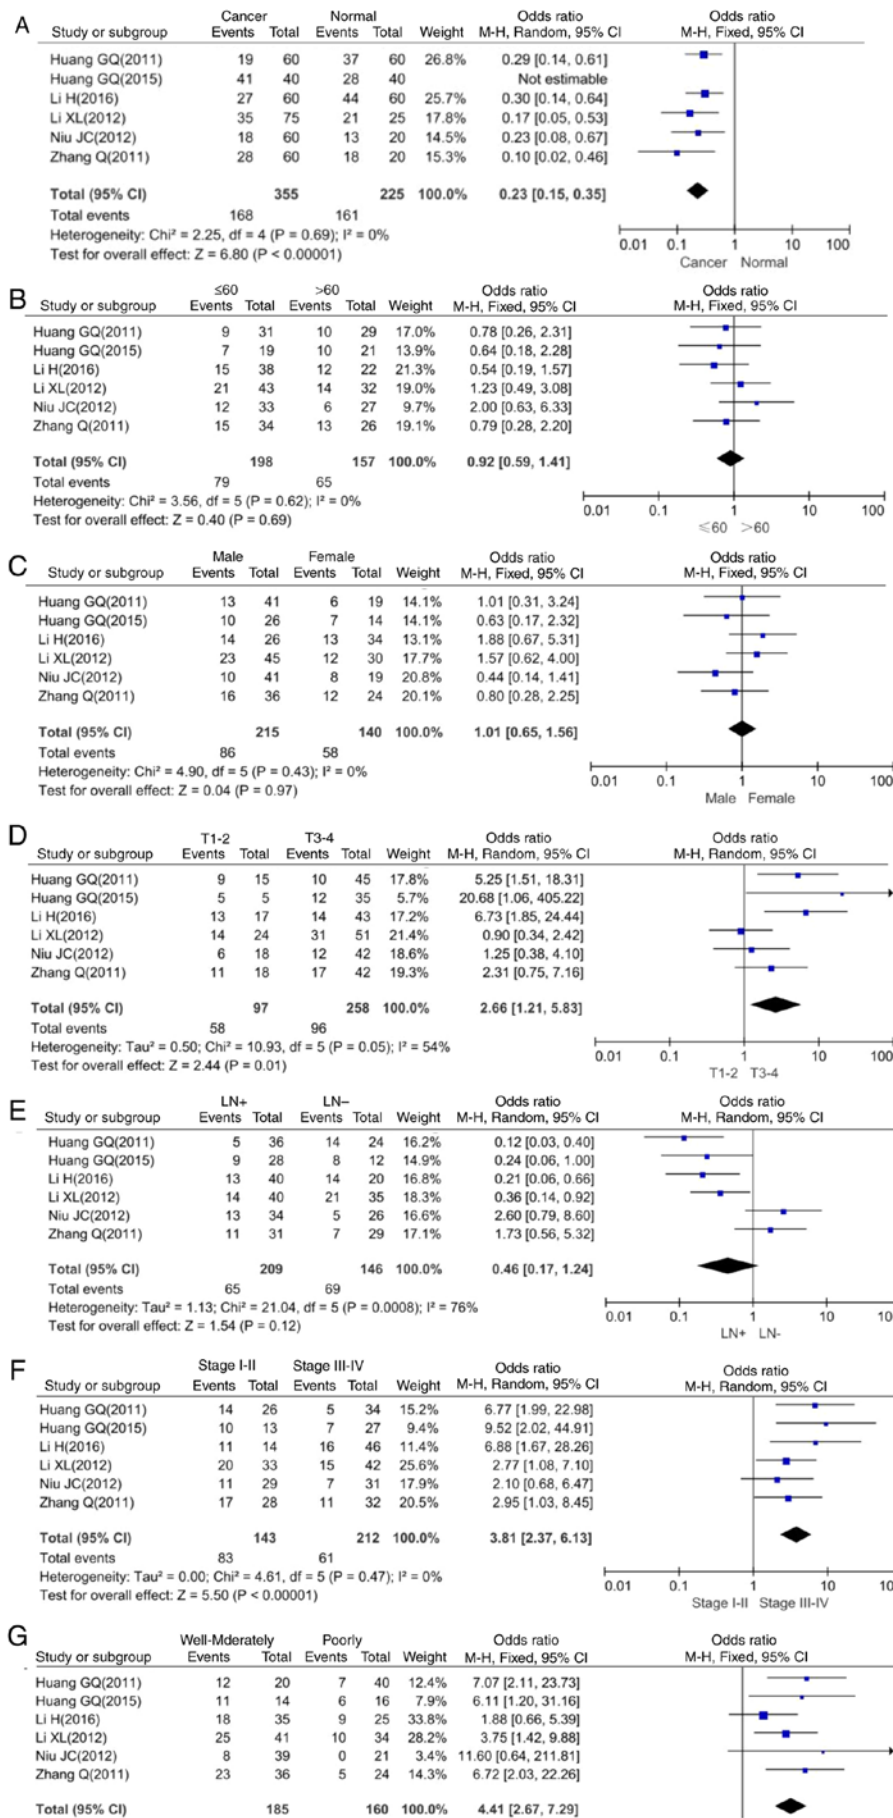 A
Cancer Normal Odds ratio Odds ratio
Events Total Events Total Weight M-H, Random, 95% CI M-H, Fixed, 95% CI
Huang GQ(2011) 19 60 37 60 26.8% 0.29 [0.14, 0.61]
Huang GQ(2015) 41 40 28 40 Not estimable
Li H(2016) 27 60 44 60 25.7% 0.30 [0.14, 0.64]
Li XL(2012) 35 75 21 25 17.8% 0.17 [0.05, 0.53]
Niu JC(2012) 18 60 13 20 14.5% 0.23 [0.08, 0.67]
Zhang Q(2011) 28 60 18 20 15.3% 0.10 [0.02, 0.46]
Total (95% CI) 355 225 100.0% 0.23 [0.15, 0.35]
Total events 168 161
Heterogeneity: Chi² = 2.25, df = 4 (P = 0.69); I² = 0%
Test for overall effect: Z = 6.80 (P < 0.00001)
0.01 0.1 1 10 100
Cancer Normal
B
≤60 >60 Odds ratio Odds ratio
Study or subgroup Events Total Events Total Weight M-H, Fixed, 95% CI M-H, Fixed, 95% CI
Huang GQ(2011) 9 31 10 29 17.0% 0.78 [0.26, 2.31]
Huang GQ(2015) 7 19 10 21 13.9% 0.64 [0.18, 2.28]
Li H(2016) 15 38 12 22 21.3% 0.54 [0.19, 1.57]
Li XL(2012) 21 43 14 32 19.0% 1.23 [0.49, 3.08]
Niu JC(2012) 12 33 6 27 9.7% 2.00 [0.63, 6.33]
Zhang Q(2011) 15 34 13 26 19.1% 0.79 [0.28, 2.20]
Total (95% CI) 198 157 100.0% 0.92 [0.59, 1.41]
Total events 79 65
Heterogeneity: Chi² = 3.56, df = 5 (P = 0.62); I² = 0%
Test for overall effect: Z = 0.40 (P = 0.69)
0.01 0.1 1 10 100
≤60 >60
C
Male Female Odds ratio Odds ratio
Study or subgroup Events Total Events Total Weight M-H, Fixed, 95% CI M-H, Fixed, 95% CI
Huang GQ(2011) 13 41 6 19 14.1% 1.01 [0.31, 3.24]
Huang GQ(2015) 10 26 7 14 14.1% 0.63 [0.17, 2.32]
Li H(2016) 14 26 13 34 13.1% 1.88 [0.67, 5.31]
Li XL(2012) 23 45 12 30 17.7% 1.57 [0.62, 4.00]
Niu JC(2012) 10 41 8 19 20.8% 0.44 [0.14, 1.41]
Zhang Q(2011) 16 36 12 24 20.1% 0.80 [0.28, 2.25]
Total (95% CI) 215 140 100.0% 1.01 [0.65, 1.56]
Total events 86 58
Heterogeneity: Chi² = 4.90, df = 5 (P = 0.43); I² = 0%
Test for overall effect: Z = 0.04 (P = 0.97)
0.01 0.1 1 10 100
Male Female
D
T1-2 T3-4 Odds ratio Odds ratio
Study or subgroup Events Total Events Total Weight M-H, Random, 95% CI M-H, Random, 95% CI
Huang GQ(2011) 9 15 10 45 17.8% 5.25 [1.51, 18.31]
Huang GQ(2015) 5 5 12 35 5.7% 20.68 [1.06, 405.22]
Li H(2016) 13 17 14 43 17.2% 6.73 [1.85, 24.44]
Li XL(2012) 14 24 31 51 21.4% 0.90 [0.34, 2.42]
Niu JC(2012) 6 18 12 42 18.6% 1.25 [0.38, 4.10]
Zhang Q(2011) 11 18 17 42 19.3% 2.31 [0.75, 7.16]
Total (95% CI) 97 258 100.0% 2.66 [1.21, 5.83]
Total events 58 96
Heterogeneity: Tau² = 0.50; Chi² = 10.93, df = 5 (P = 0.05); I² = 54%
Test for overall effect: Z = 2.44 (P = 0.01)
0.01 0.1 1 10 100
T1-2 T3-4
E
LN+ LN– Odds ratio Odds ratio
Study or subgroup Events Total Events Total Weight M-H, Random, 95% CI M-H, Random, 95% CI
Huang GQ(2011) 5 36 14 24 16.2% 0.12 [0.03, 0.40]
Huang GQ(2015) 9 28 8 12 14.9% 0.24 [0.06, 1.00]
Li H(2016) 13 40 14 20 16.8% 0.21 [0.06, 0.66]
Li XL(2012) 14 40 21 35 18.3% 0.36 [0.14, 0.92]
Niu JC(2012) 13 34 5 26 16.6% 2.60 [0.79, 8.60]
Zhang Q(2011) 11 31 7 29 17.1% 1.73 [0.56, 5.32]
Total (95% CI) 209 146 100.0% 0.46 [0.17, 1.24]
Total events 65 69
Heterogeneity: Tau² = 1.13; Chi² = 21.04, df = 5 (P = 0.0008); I² = 76%
Test for overall effect: Z = 1.54 (P = 0.12)
0.01 0.1 1 10 10
LN+ LN-
F
Stage I-II Stage III-IV Odds ratio Odds ratio
Study or subgroup Events Total Events Total Weight M-H, Random, 95% CI M-H, Random, 95% CI
Huang GQ(2011) 14 26 5 34 15.2% 6.77 [1.99, 22.98]
Huang GQ(2015) 10 13 7 27 9.4% 9.52 [2.02, 44.91]
Li H(2016) 11 14 16 46 11.4% 6.88 [1.67, 28.26]
Li XL(2012) 20 33 15 42 25.6% 2.77 [1.08, 7.10]
Niu JC(2012) 11 29 7 31 17.9% 2.10 [0.68, 6.47]
Zhang Q(2011) 17 28 11 32 20.5% 2.95 [1.03, 8.45]
Total (95% CI) 143 212 100.0% 3.81 [2.37, 6.13]
Total events 83 61
Heterogeneity: Tau² = 0.00; Chi² = 4.61, df = 5 (P = 0.47); I² = 0%
Test for overall effect: Z = 5.50 (P < 0.00001)
0.01 0.1 1 10 10
Stage I-II Stage III-IV
G
Well-Mderately Poorly Odds ratio Odds ratio
Study or subgroup Events Total Events Total Weight M-H, Fixed, 95% CI M-H, Fixed, 95% CI
Huang GQ(2011) 12 20 7 40 12.4% 7.07 [2.11, 23.73]
Huang GQ(2015) 11 14 6 16 7.9% 6.11 [1.20, 31.16]
Li H(2016) 18 35 9 25 33.8% 1.88 [0.66, 5.39]
Li XL(2012) 25 41 10 34 28.2% 3.75 [1.42, 9.88]
Niu JC(2012) 8 39 0 21 3.4% 11.60 [0.64, 211.81]
Zhang Q(2011) 23 36 5 24 14.3% 6.72 [2.03, 22.26]
Total (95% CI) 185 160 100.0% 4.41 [2.67, 7.29]